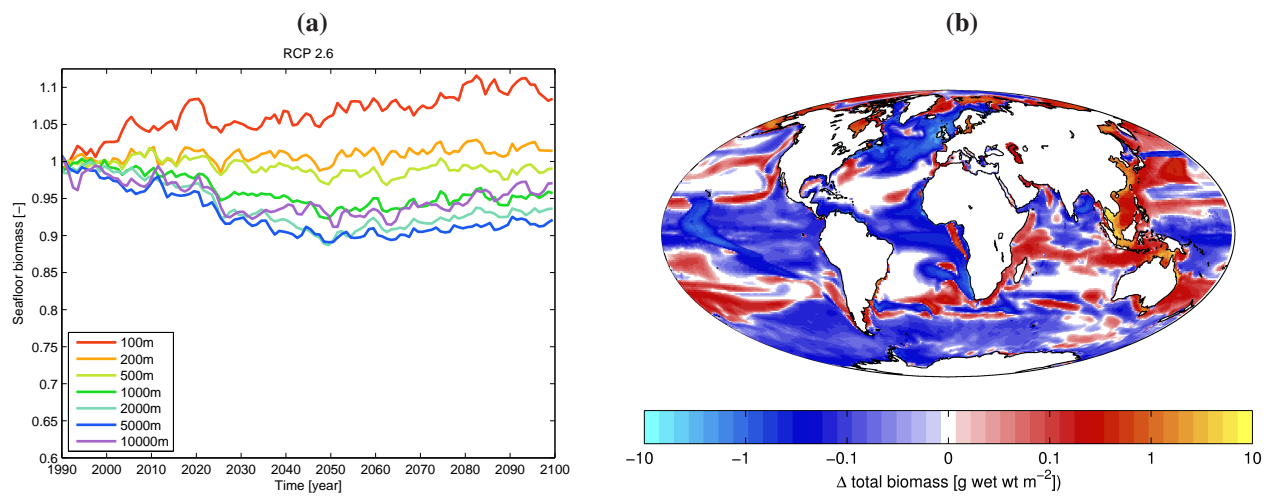 (a)
RCP 2.6
1.1
1.05
1
0.95
0.9
0.85
0.8
0.75
0.7
0.65
0.6
Seafloor biomass [−]
100m
200m
500m
1000m
2000m
5000m
10000m
1990 2000 2010 2020 2030 2040 2050 2060 2070 2080 2090 2100
Time [year]
(b)
−10 −1 −0.1 0 0.1 1 10
Δ total biomass [g wet wt m⁻²)